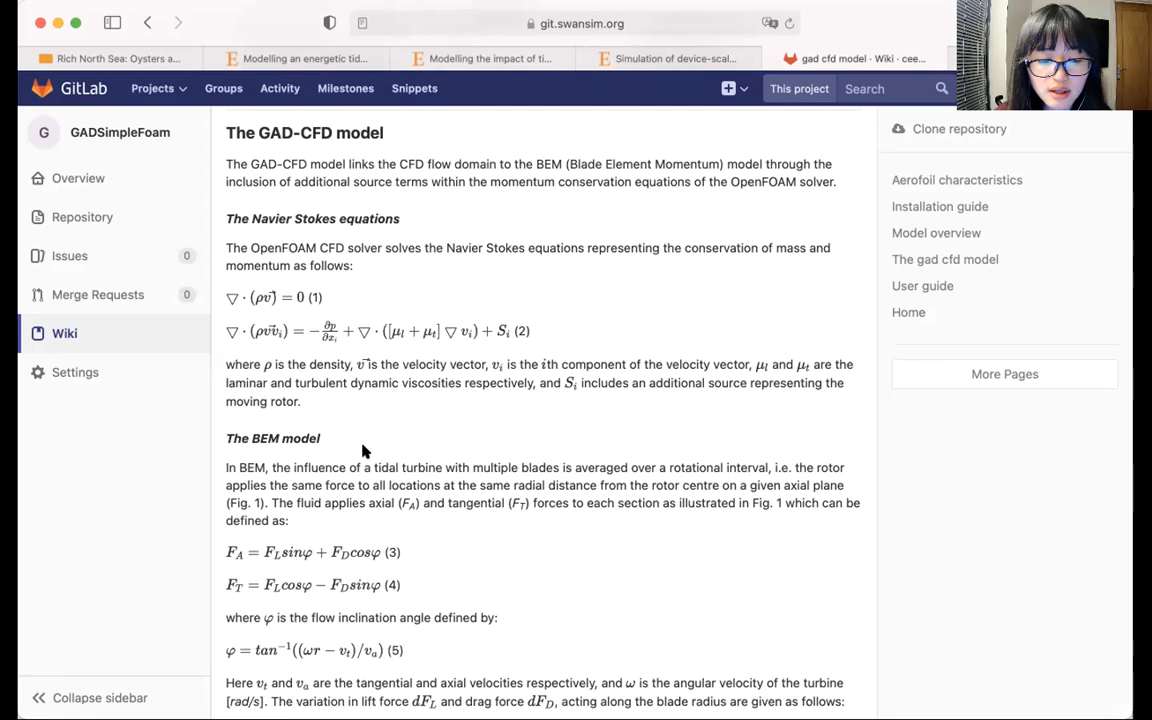 git.swansim.org
Rich North Sea: Oysters a...
Modelling an energetic tid...
Modelling the impact of ti...
Simulation of device-scal...
gad cfd model · Wiki · cee...
GitLab
Projects
Groups
Activity
Milestones
Snippets
This project
Search
G
GADSimpleFoam
Overview
Repository
Issues
0
Merge Requests
0
Wiki
Settings
Collapse sidebar
The GAD-CFD model
The GAD-CFD model links the CFD flow domain to the BEM (Blade Element Momentum) model through the
inclusion of additional source terms within the momentum conservation equations of the OpenFOAM solver.
The Navier Stokes equations
The OpenFOAM CFD solver solves the Navier Stokes equations representing the conservation of mass and
momentum as follows:
▽ · (ρv⃗) = 0 (1)
▽ · (ρv⃗vᵢ) = −∂p/∂xᵢ + ▽ · ([μₗ + μₜ] ▽ vᵢ) + Sᵢ (2)
where ρ is the density, v⃗ is the velocity vector, vᵢ is the ith component of the velocity vector, μₗ and μₜ are the
laminar and turbulent dynamic viscosities respectively, and Sᵢ includes an additional source representing the
moving rotor.
The BEM model
In BEM, the influence of a tidal turbine with multiple blades is averaged over a rotational interval, i.e. the rotor
applies the same force to all locations at the same radial distance from the rotor centre on a given axial plane
(Fig. 1). The fluid applies axial (F_A) and tangential (F_T) forces to each section as illustrated in Fig. 1 which can be
defined as:
F_A = F_L sinφ + F_D cosφ (3)
F_T = F_L cosφ − F_D sinφ (4)
where φ is the flow inclination angle defined by:
φ = tan⁻¹((ωr − vₜ)/vₐ) (5)
Here vₜ and vₐ are the tangential and axial velocities respectively, and ω is the angular velocity of the turbine
[rad/s]. The variation in lift force dF_L and drag force dF_D, acting along the blade radius are given as follows:
Clone repository
Aerofoil characteristics
Installation guide
Model overview
The gad cfd model
User guide
Home
More Pages